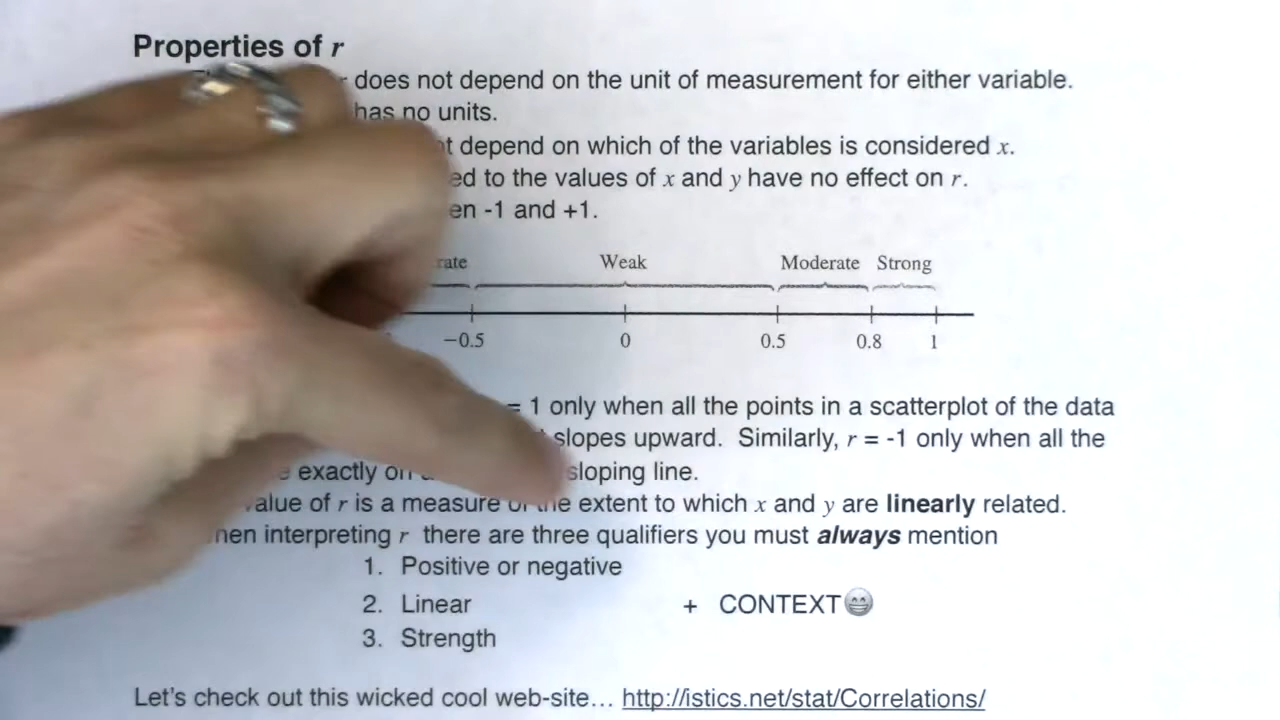 Properties of r
does not depend on the unit of measurement for either variable.
has no units.
depend on which of the variables is considered x.
to the values of x and y have no effect on r.
-1 and +1.
Weak Moderate Strong
−0.5 0 0.5 0.8 1
= 1 only when all the points in a scatterplot of the data
slopes upward. Similarly, r = -1 only when all the
exactly on sloping line.
value of r is a measure of the extent to which x and y are linearly related.
interpreting r there are three qualifiers you must always mention
1. Positive or negative
2. Linear + CONTEXT😁
3. Strength
Let's check out this wicked cool web-site... http://istics.net/stat/Correlations/